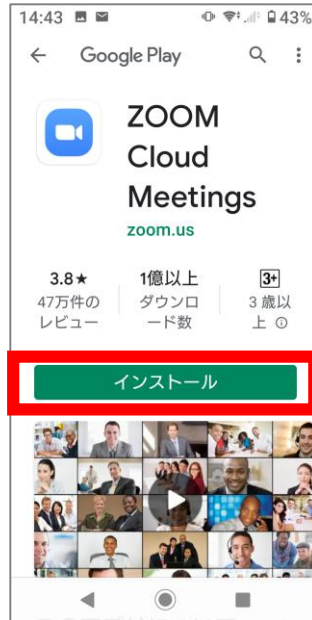 14:43 43%
Google Play
ZOOM
Cloud
Meetings
zoom.us
3.8★ 1億以上 3+
47万件の ダウンロ 3 歳以
レビュー ード数 上
インストール